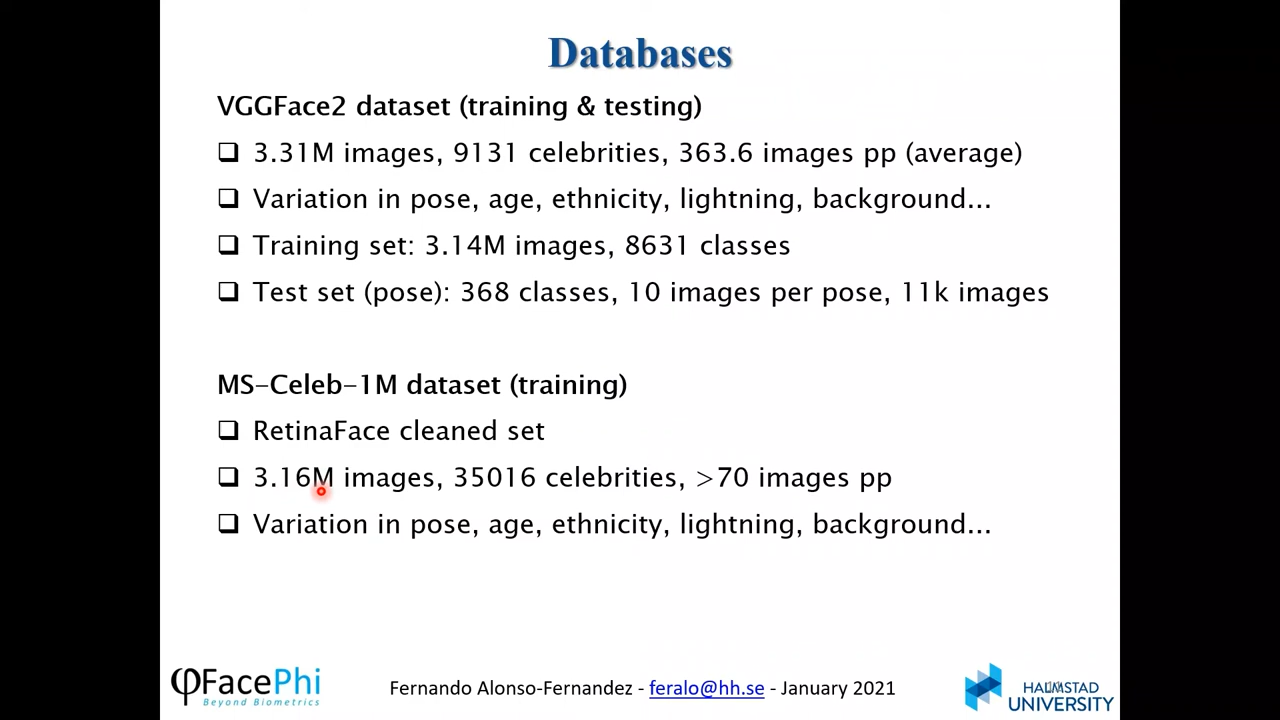 Databases
VGGFace2 dataset (training & testing)
❑ 3.31M images, 9131 celebrities, 363.6 images pp (average)
❑ Variation in pose, age, ethnicity, lightning, background...
❑ Training set: 3.14M images, 8631 classes
❑ Test set (pose): 368 classes, 10 images per pose, 11k images
MS-Celeb-1M dataset (training)
❑ RetinaFace cleaned set
❑ 3.16M images, 35016 celebrities, >70 images pp
❑ Variation in pose, age, ethnicity, lightning, background...
φFacePhi
Beyond Biometrics
Fernando Alonso-Fernandez - feralo@hh.se - January 2021
HALMSTAD
UNIVERSITY